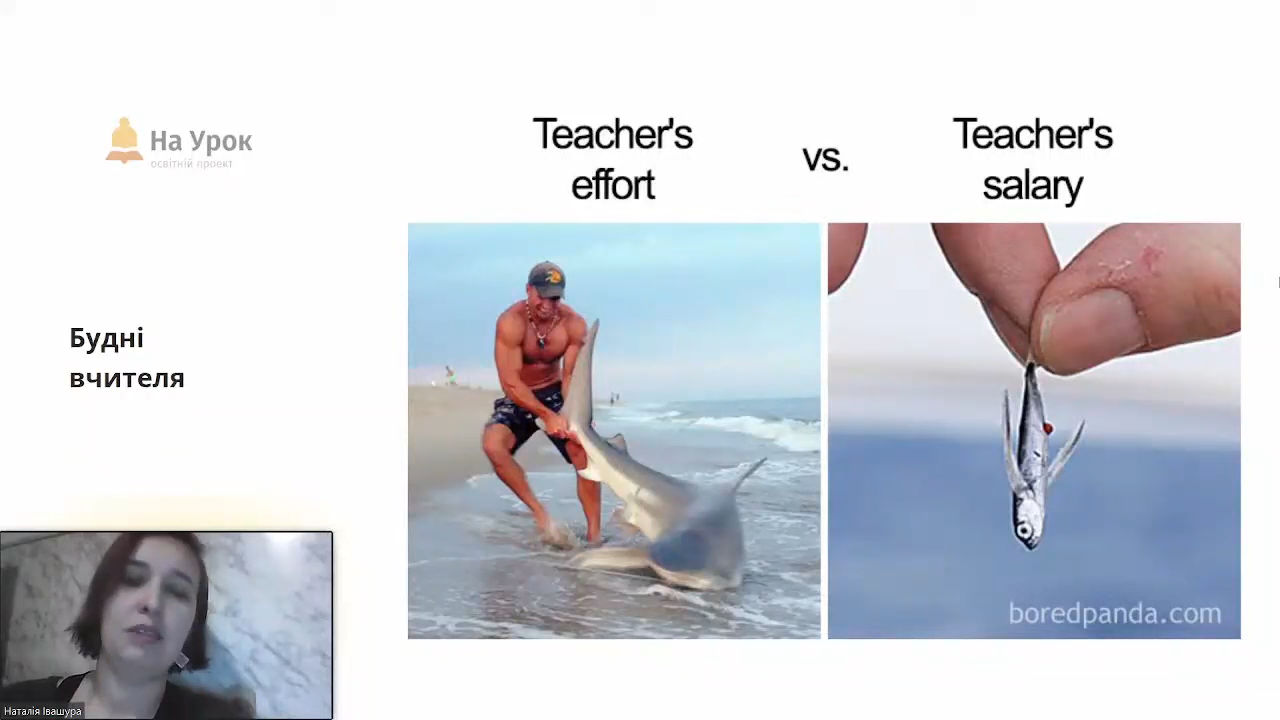 На Урок
освітній проект
Teacher's
effort
vs.
Teacher's
salary
Будні
вчителя
boredpanda.com
Наталія Івашура